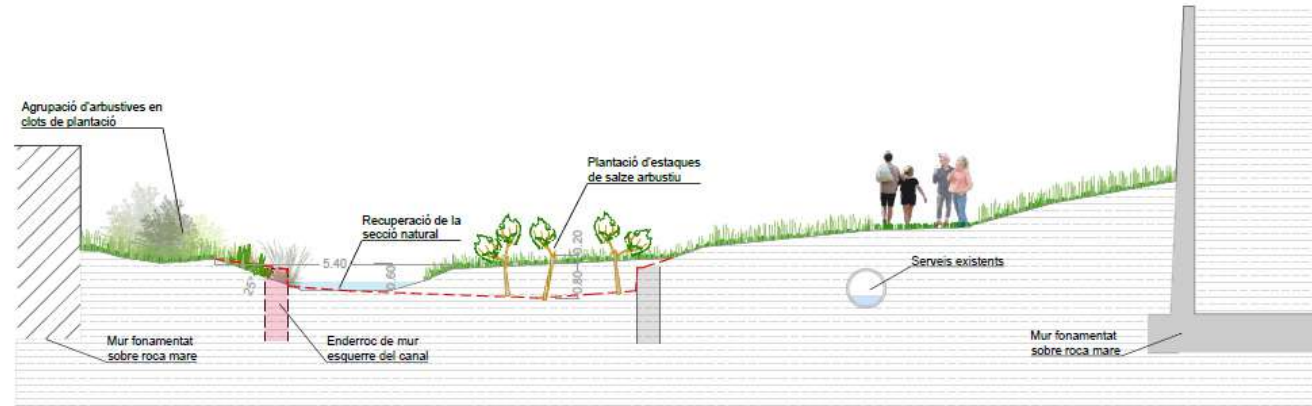 Agrupació d'arbustives en
clots de plantació
Plantació d'estaques
de salze arbustiu
Recuperació de la
secció natural
5.40
0.60
0.20
0.80
25°
Serveis existents
Mur fonamentat
sobre roca mare
Enderroc de mur
esquerre del canal
Mur fonamentat
sobre roca mare